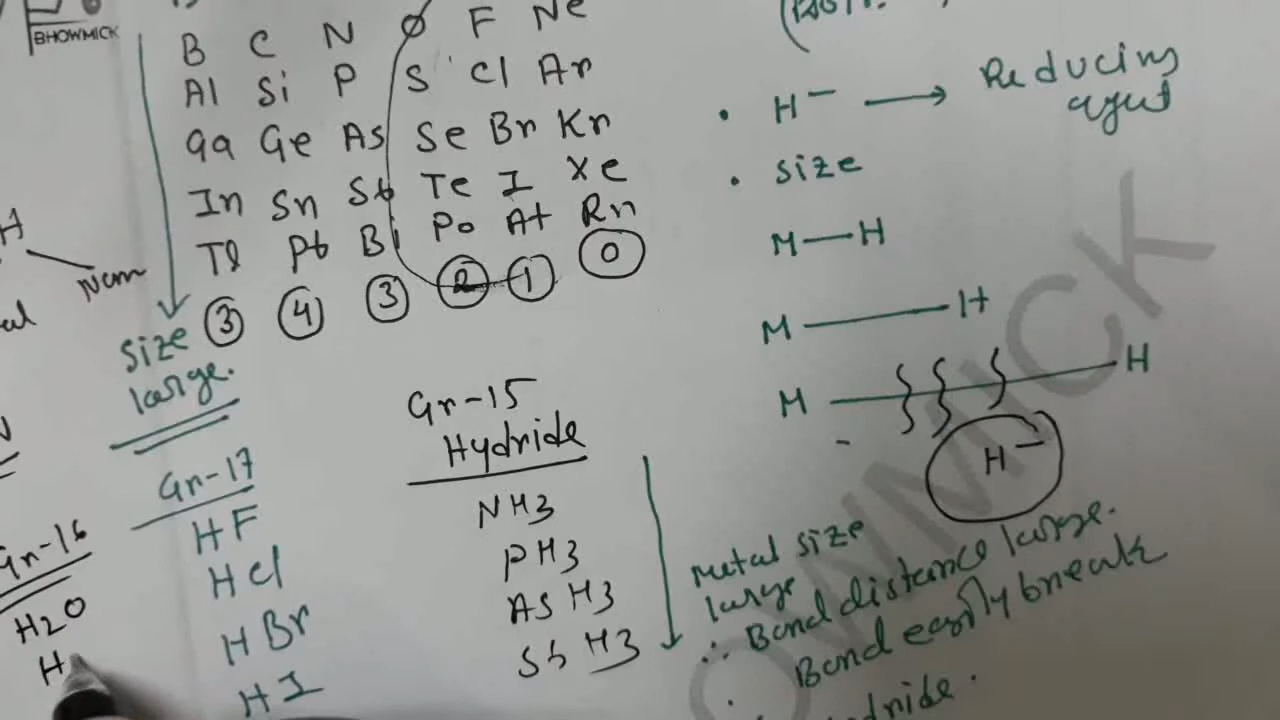 BHOWMICK
B C N O F Ne
Al Si P S Cl Ar
Ga Ge As Se Br Kr
In Sn Sb Te I Xe
Tl Pb Bi Po At Rn
3 4 3 2 1 0
Size
large.
Gr-17
HF
HCl
HBr
HI
Gr-16
H2O
H
Gr-15
Hydride
NH3
PH3
AsH3
SbH3
• H⁻ → Reducing
agent
• Size
M—H
M—H
M—H
H⁻
Metal size
large
∴ Bond distance large.
Bond easily break
OMMICK